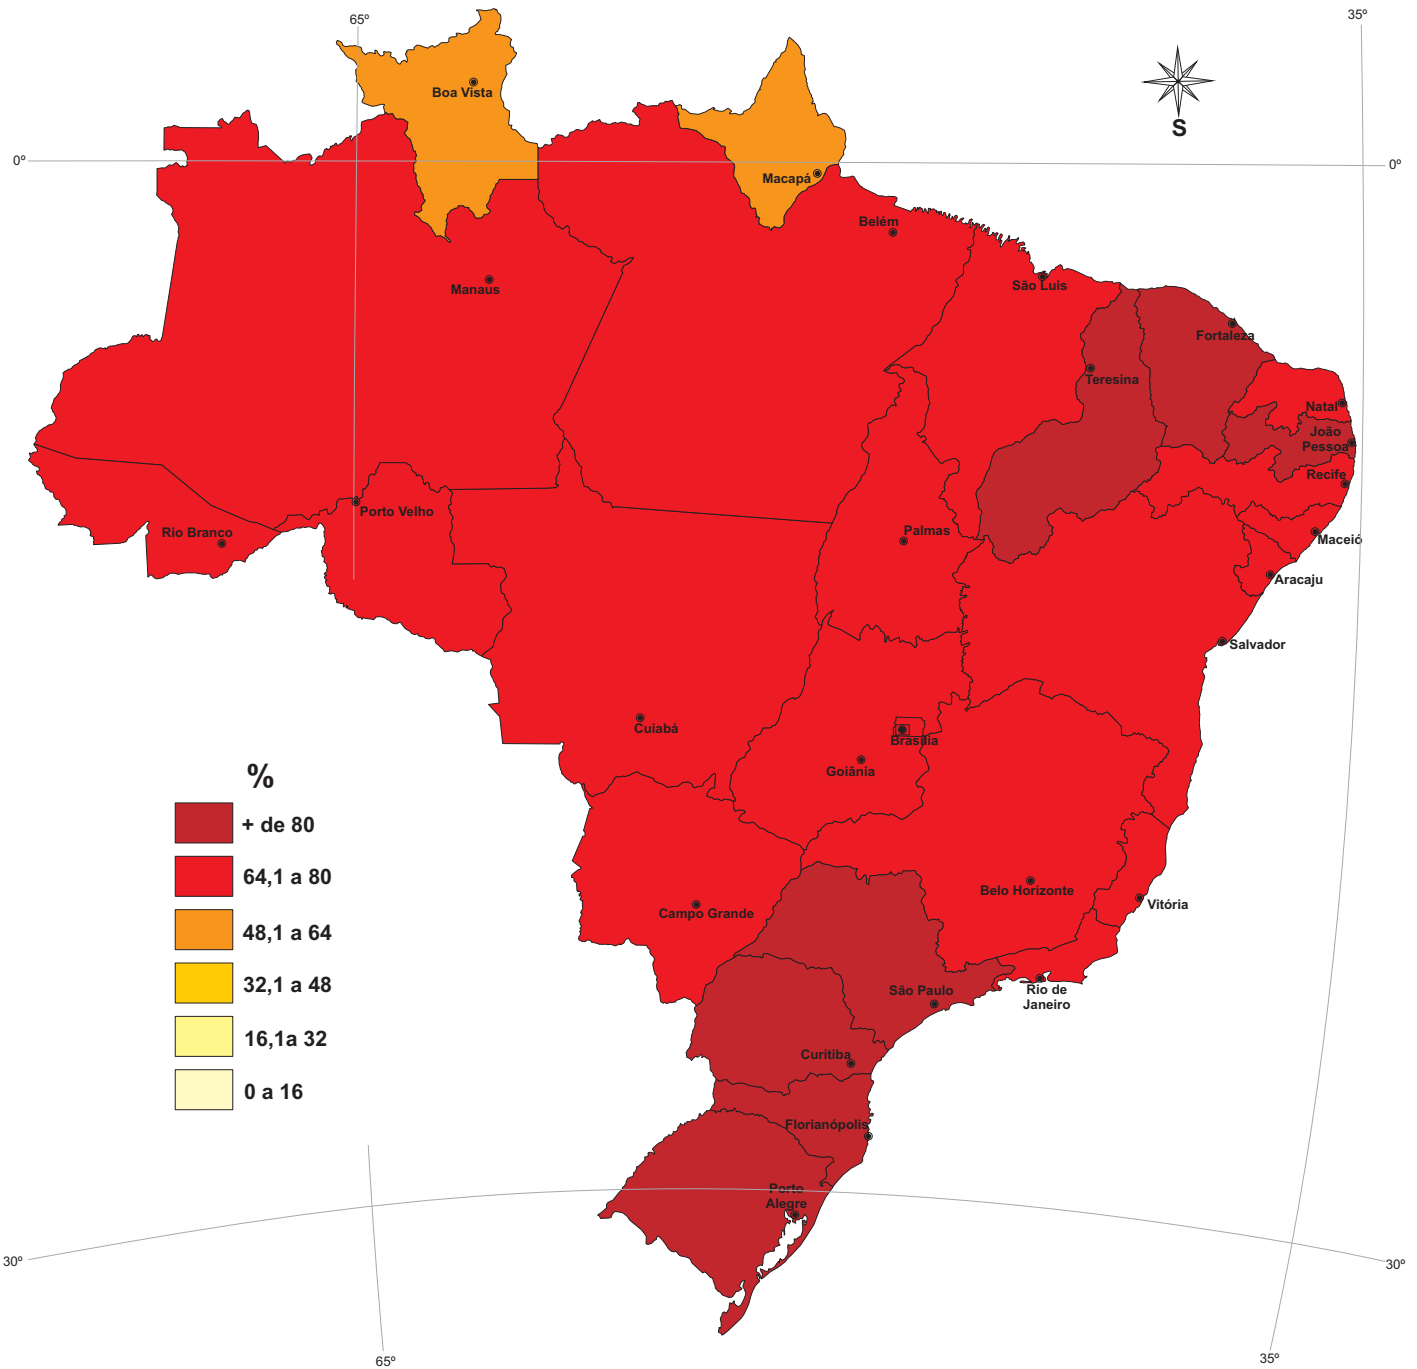 65º
35º
Boa Vista
S
0º
0º
Macapá
Belém
Manaus
São Luis
Fortaleza
Teresina
Natal
João
Pessoa
Recife
Porto Velho
Rio Branco
Palmas
Maceió
Aracaju
Salvador
Cuiabá
Brasília
Goiânia
%
+ de 80
64,1 a 80
48,1 a 64
32,1 a 48
16,1a 32
0 a 16
Belo Horizonte
Vitória
Campo Grande
São Paulo
Rio de
Janeiro
Curitiba
Florianópolis
Porto
Alegre
30º
30º
65º
35º